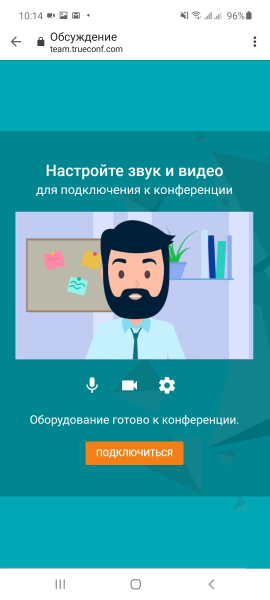 10:14
96%
Обсуждение
team.trueconf.com
Настройте звук и видео
для подключения к конференции
Оборудование готово к конференции.
ПОДКЛЮЧИТЬСЯ